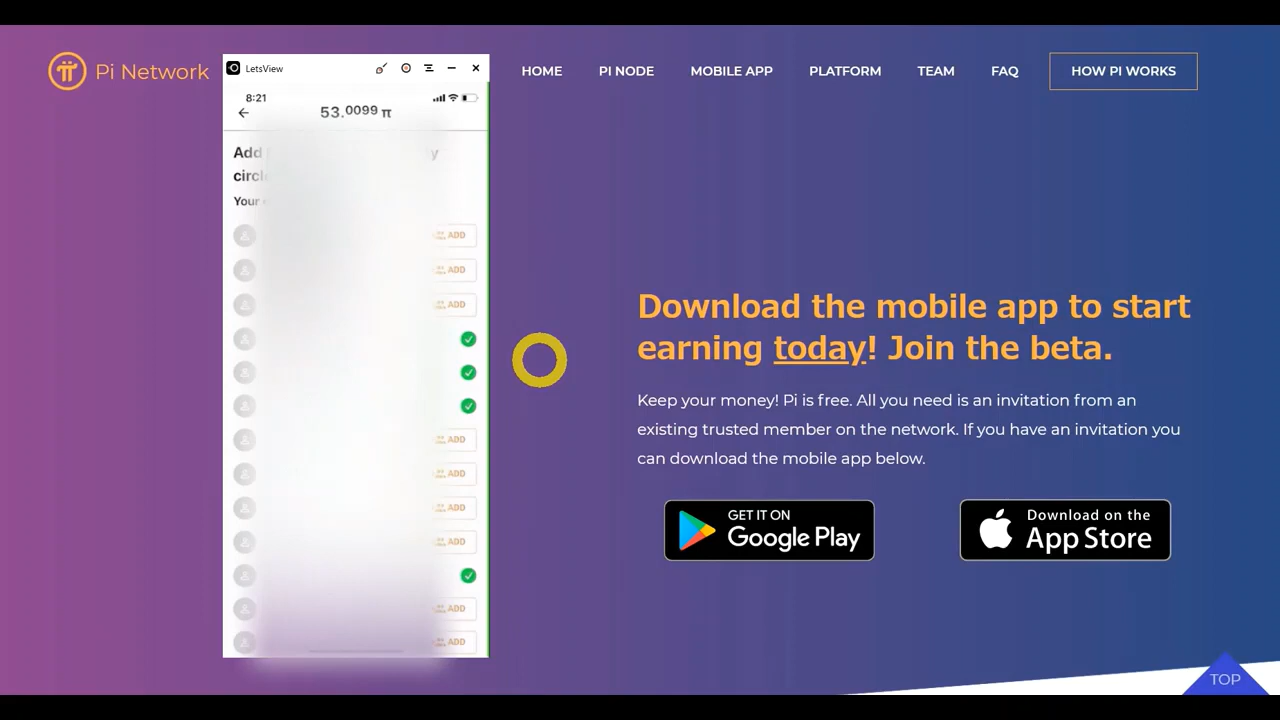 Pi Network
LetsView
HOME
PI NODE
MOBILE APP
PLATFORM
TEAM
FAQ
HOW PI WORKS
8:21
53.0099 π
Add
circl
Your
ADD
ADD
ADD
ADD
ADD
ADD
ADD
ADD
ADD
Download the mobile app to start
earning today! Join the beta.
Keep your money! Pi is free. All you need is an invitation from an
existing trusted member on the network. If you have an invitation you
can download the mobile app below.
GET IT ON
Google Play
Download on the
App Store
TOP